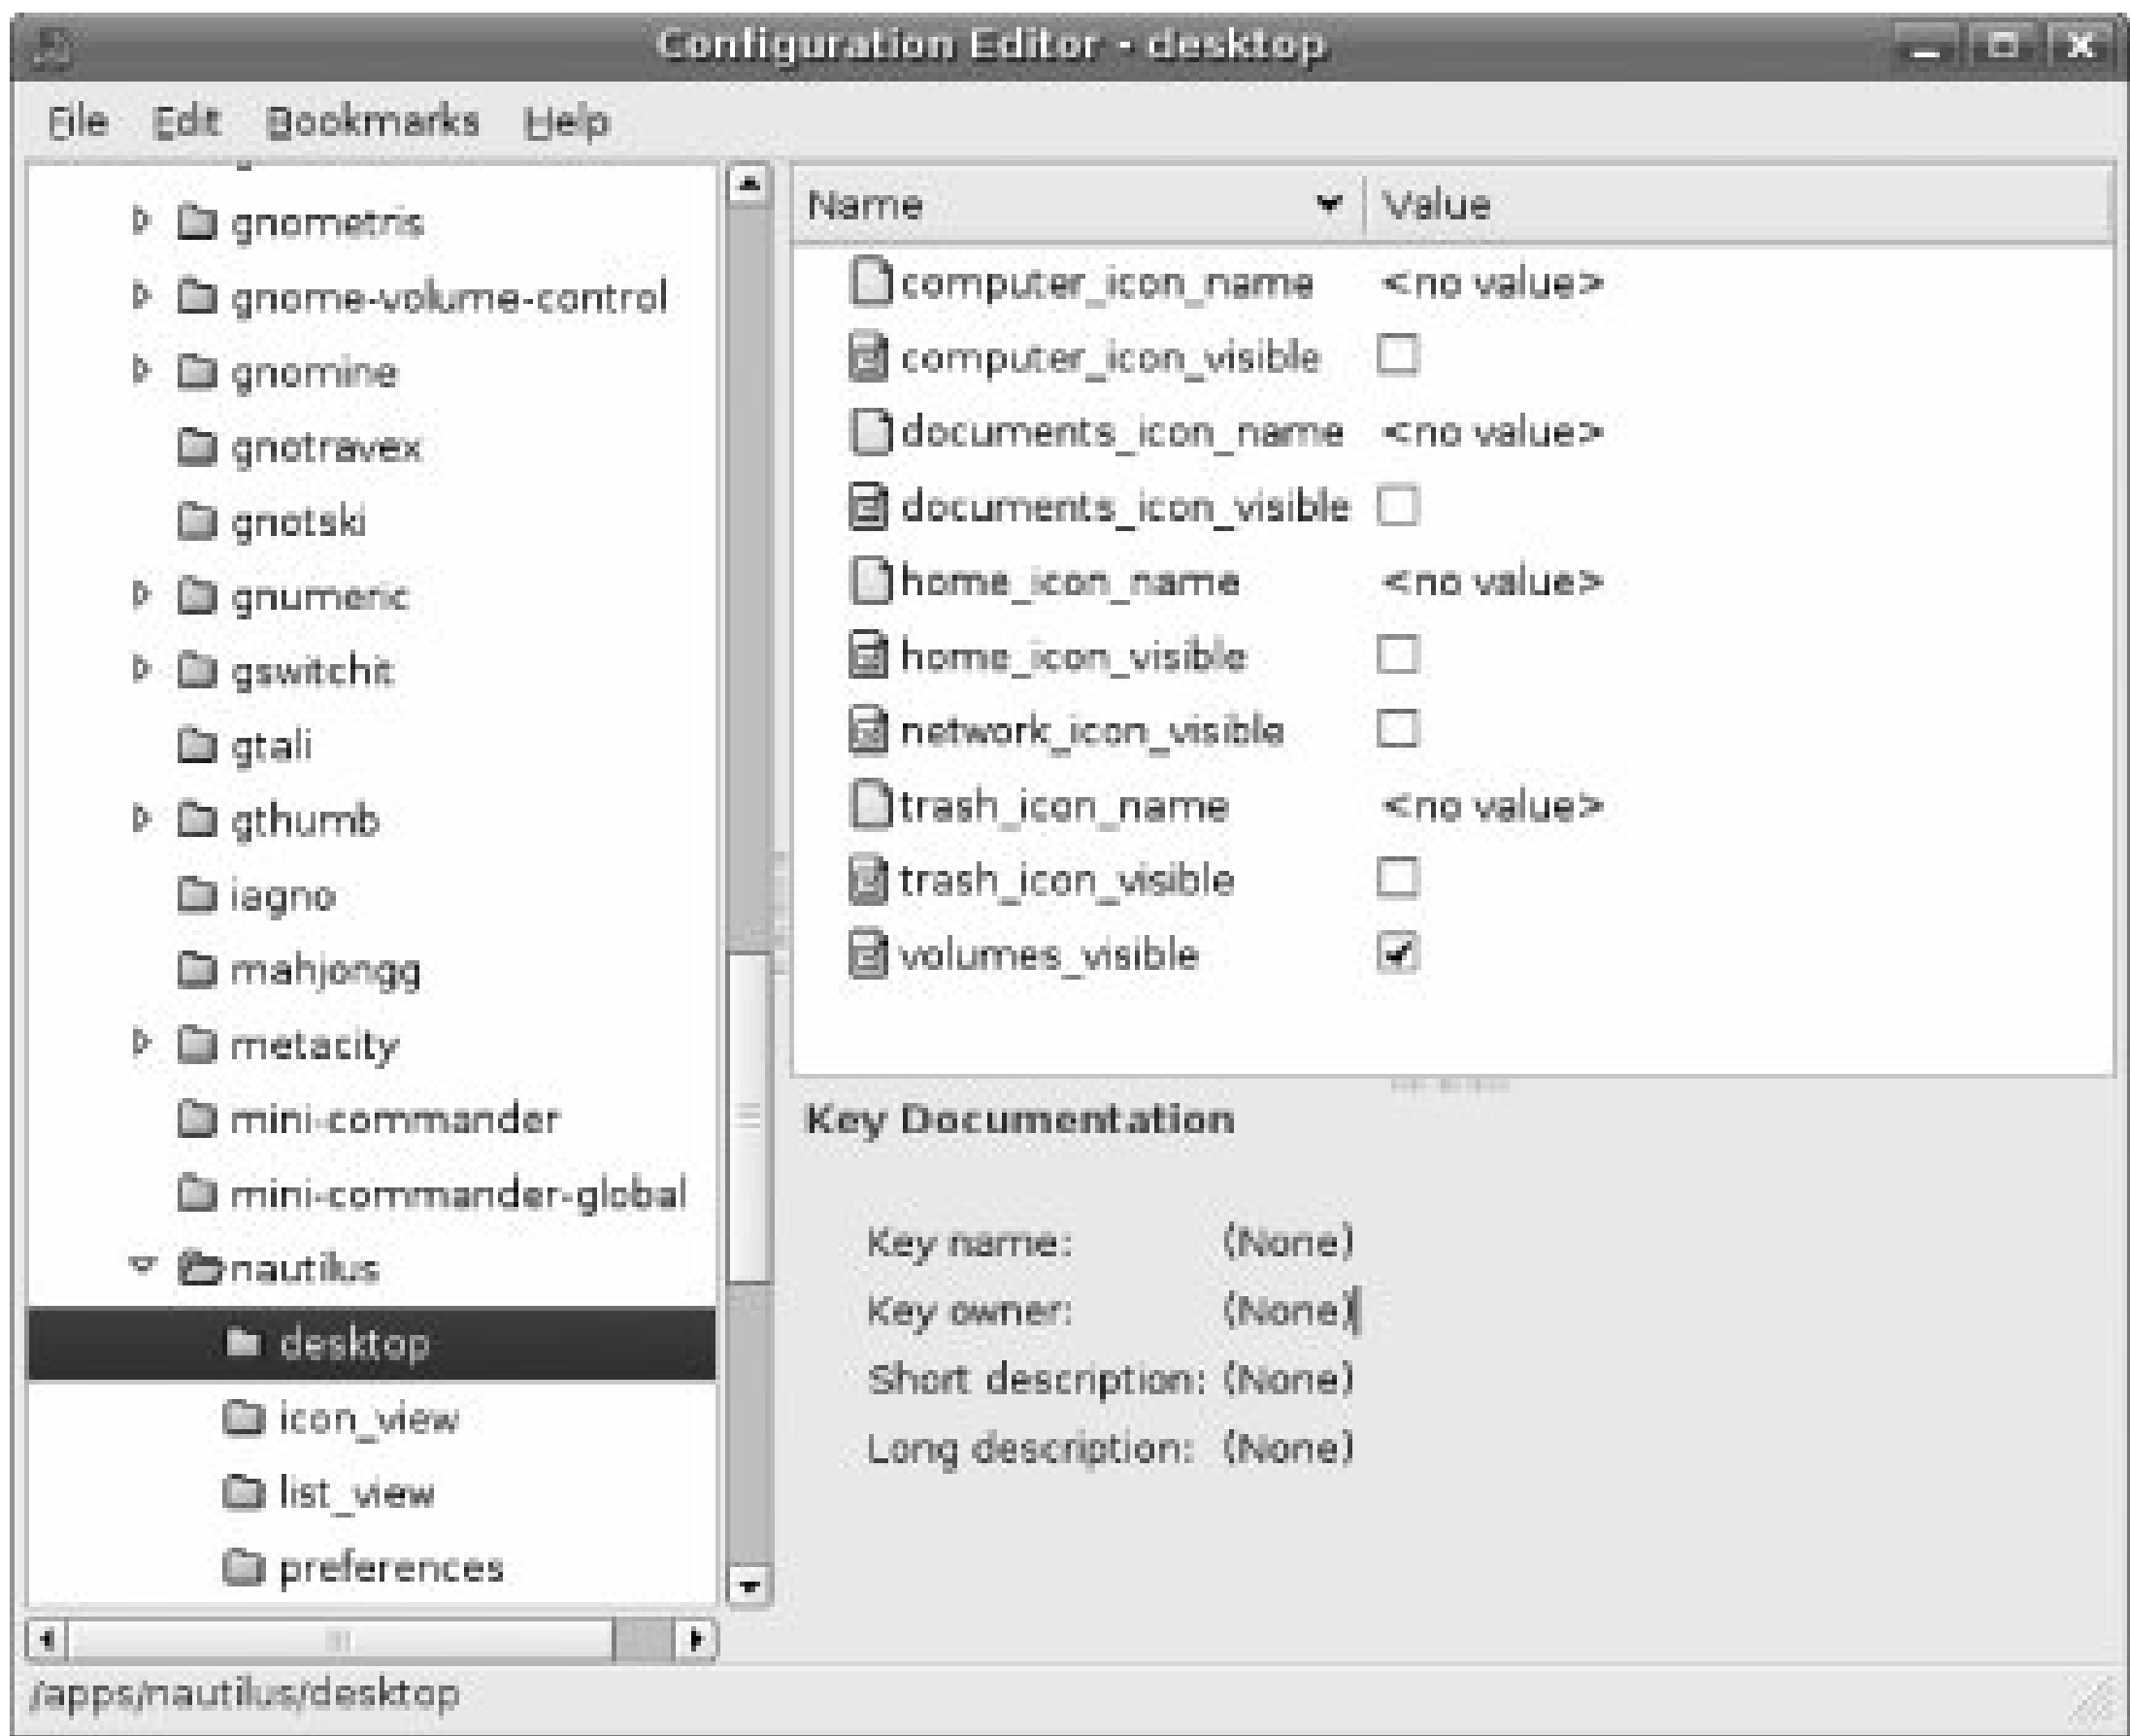 Configuration Editor - desktop
File Edit Bookmarks Help
gnometris
gnome-volume-control
gnomine
gnotravex
gnotski
gnumeric
gswitchit
gtali
gthumb
iagno
mahjongg
metacity
mini-commander
mini-commander-global
nautilus
desktop
icon_view
list_view
preferences
Name Value
computer_icon_name <no value>
computer_icon_visible
documents_icon_name <no value>
documents_icon_visible
home_icon_name <no value>
home_icon_visible
network_icon_visible
trash_icon_name <no value>
trash_icon_visible
volumes_visible
Key Documentation
Key name: (None)
Key owner: (None)
Short description: (None)
Long description: (None)
/apps/nautilus/desktop